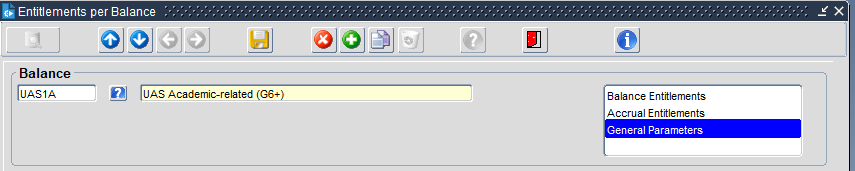 Entitlements per Balance
Balance
UAS1A
UAS Academic-related (G6+)
Balance Entitlements
Accrual Entitlements
General Parameters